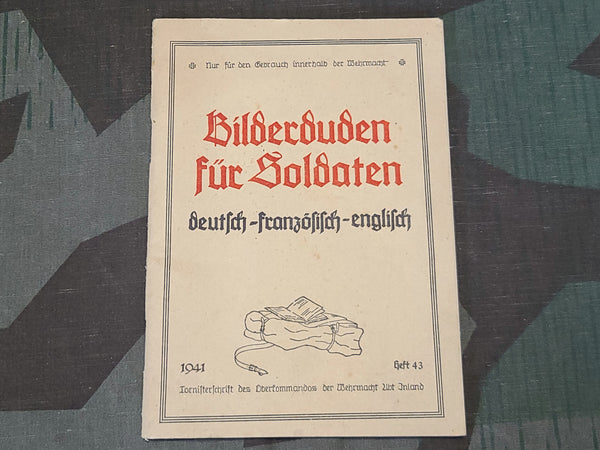 Nur für den Gebrauch innerhalb der Wehrmacht
Bilderduden
für Soldaten
deutsch-französisch-englisch
1941
Heft 43
Tornisterschrift des Oberkommandos der Wehrmacht Abt Inland